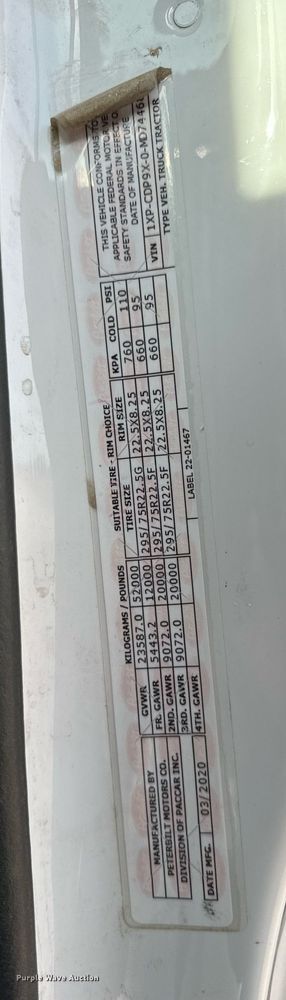 MANUFACTURED BY
PETERBILT MOTORS CO.
DIVISION OF PACCAR INC.
DATE MFG. 03/2020
KILOGRAMS / POUNDS
GVWR 23587.0 52000
FR. GAWR 5443.2 12000
2ND. GAWR 9072.0 20000
3RD. GAWR 9072.0 20000
4TH. GAWR
SUITABLE TIRE - RIM CHOICE
TIRE SIZE RIM SIZE KPA COLD PSI
295/75R22.5G 22.5X8.25 760 110
295/75R22.5F 22.5X8.25 660 95
295/75R22.5F 22.5X8.25 660 95
LABEL 22-01467
THIS VEHICLE CONFORMS TO
APPLICABLE FEDERAL MOTOR VE
SAFETY STANDARDS IN EFFECT O
DATE OF MANUFACTURE
VIN 1XP-CDP9X-0-MD74446
TYPE VEH. TRUCK TRACTOR
Purple Wave Auction